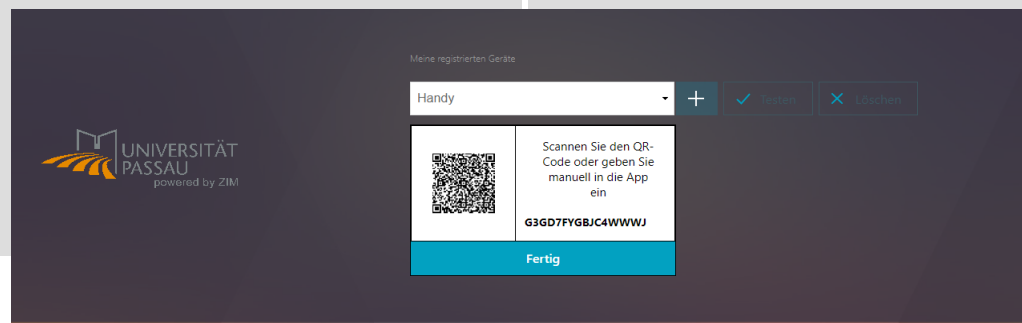 Meine registrierten Geräte
Handy
Testen
Löschen
UNIVERSITÄT
PASSAU
powered by ZIM
Scannen Sie den QR-
Code oder geben Sie
manuell in die App
ein
G3GD7FYGBJC4WWWJ
Fertig